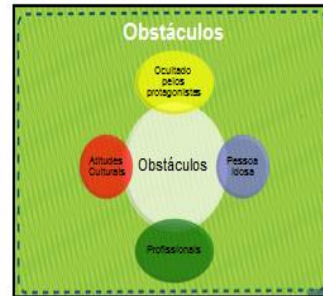 Obstáculos
Ocultado
pelos
protagonistas
Atitudes
Culturais
Obstáculos
Pessoa
Idosa
Profissionais